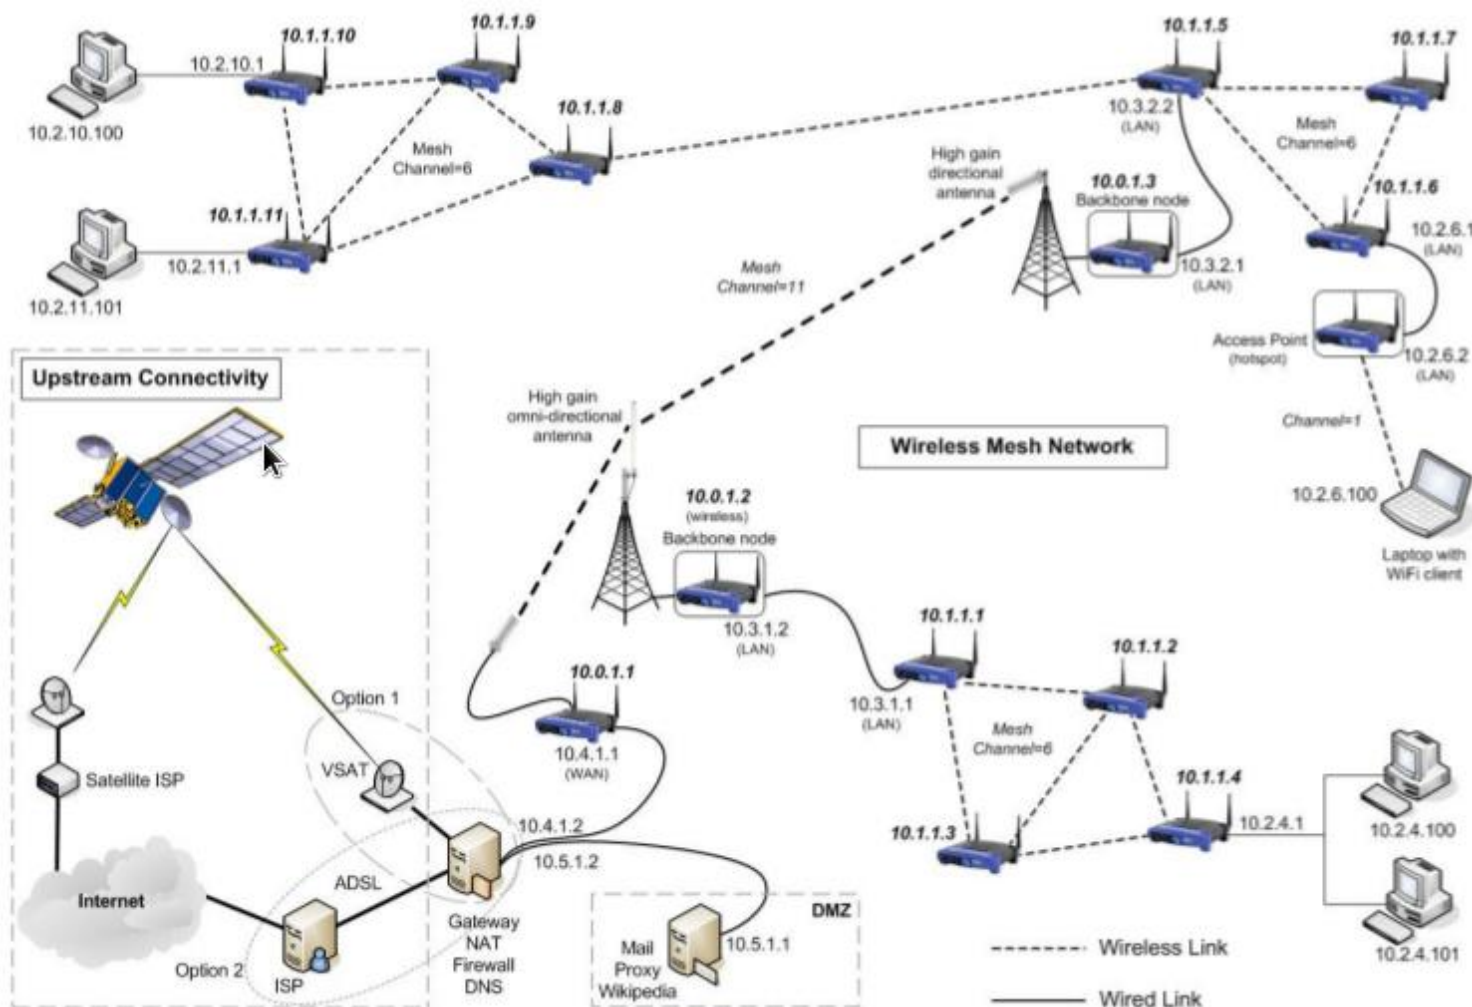 10.1.1.10
10.1.1.9
10.2.10.1
10.2.10.100
10.1.1.8
Mesh
Channel=6
10.1.1.11
10.2.11.1
10.2.11.101
10.1.1.5
10.1.1.7
10.3.2.2
(LAN)
Mesh
Channel=6
High gain
directional
antenna
10.0.1.3
Backbone node
10.1.1.6
10.2.6.1
(LAN)
10.3.2.1
(LAN)
Mesh
Channel=11
Access Point
(hotspot)
10.2.6.2
(LAN)
Channel=1
10.2.6.100
Laptop with
WiFi client
Upstream Connectivity
High gain
omni-directional
antenna
Wireless Mesh Network
10.0.1.2
(wireless)
Backbone node
10.3.1.2
(LAN)
10.1.1.1
10.1.1.2
10.3.1.1
(LAN)
Mesh
Channel=6
10.1.1.3
10.1.1.4
10.2.4.1
10.2.4.100
10.2.4.101
Option 1
10.0.1.1
10.4.1.1
(WAN)
VSAT
Satellite ISP
10.4.1.2
10.5.1.2
ADSL
Internet
Gateway
NAT
Firewall
DNS
Option 2
ISP
DMZ
Mail
Proxy
Wikipedia
10.5.1.1
Wireless Link
Wired Link